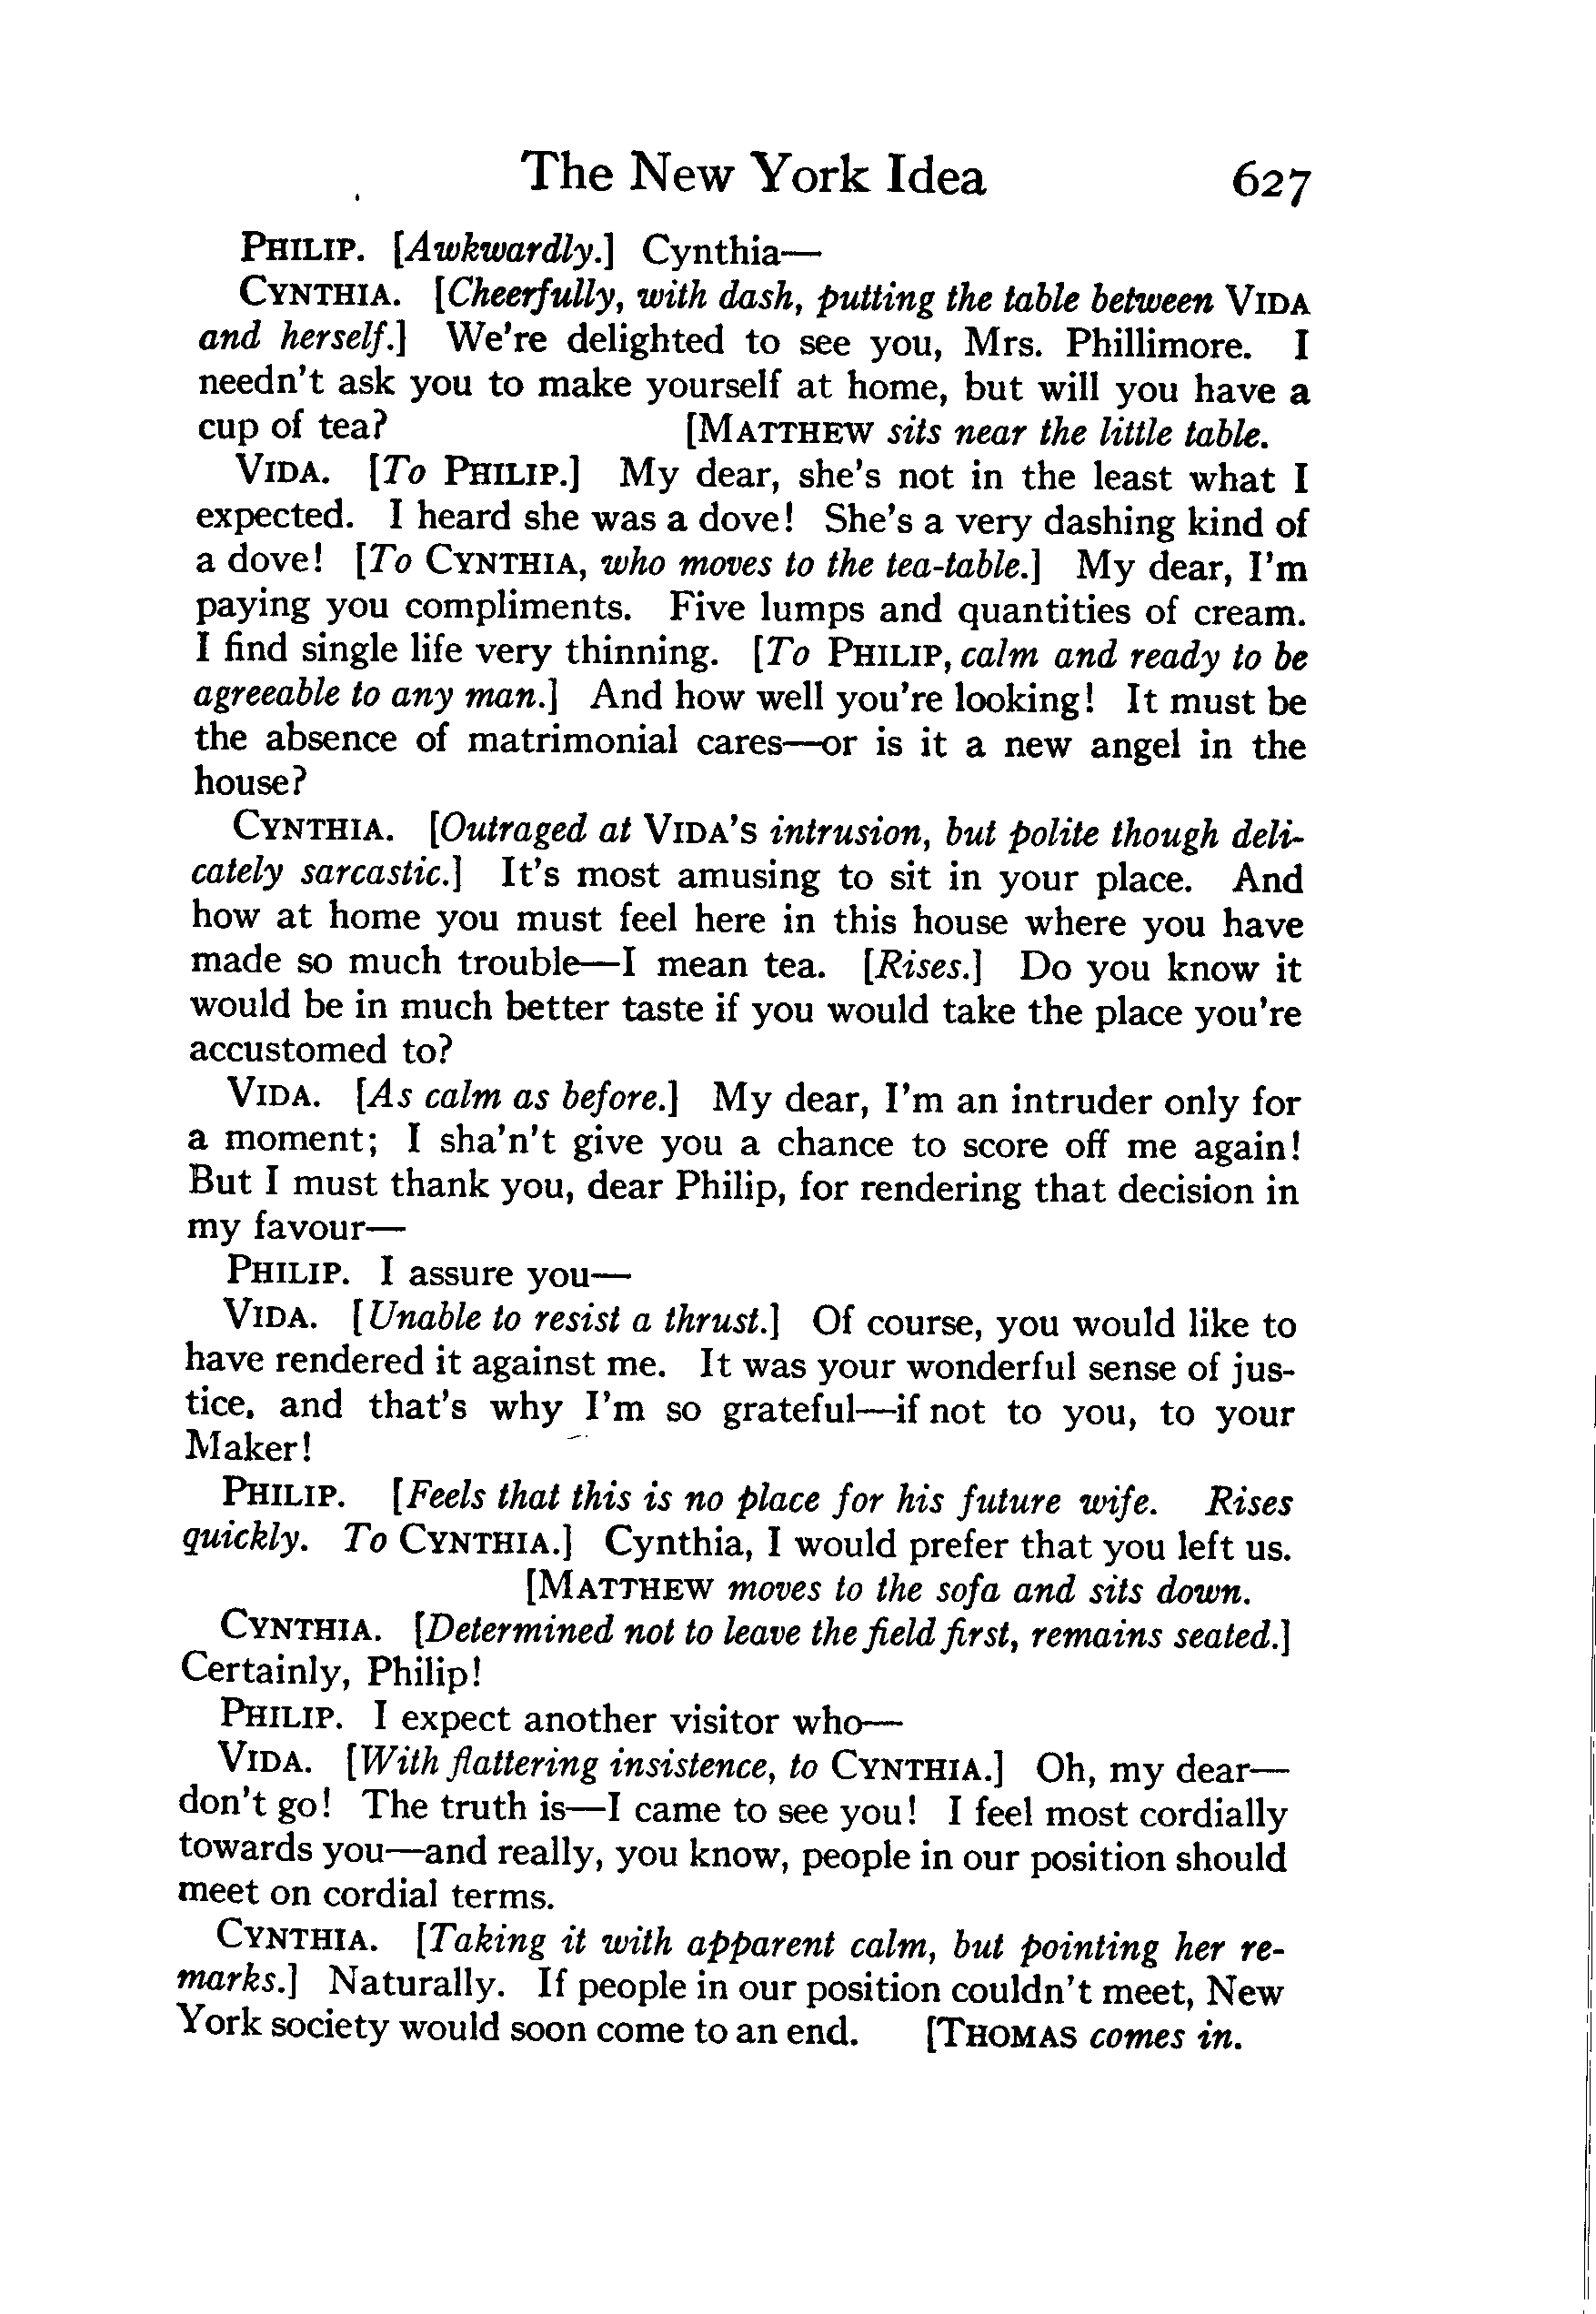 The New York Idea 627
PHILIP. [Awkwardly.] Cynthia—
CYNTHIA. [Cheerfully, with dash, putting the table between VIDA
and herself.] We're delighted to see you, Mrs. Phillimore. I
needn't ask you to make yourself at home, but will you have a
cup of tea? [MATTHEW sits near the little table.
VIDA. [To PHILIP.] My dear, she's not in the least what I
expected. I heard she was a dove! She's a very dashing kind of
a dove! [To CYNTHIA, who moves to the tea-table.] My dear, I'm
paying you compliments. Five lumps and quantities of cream.
I find single life very thinning. [To PHILIP, calm and ready to be
agreeable to any man.] And how well you're looking! It must be
the absence of matrimonial cares—or is it a new angel in the
house?
CYNTHIA. [Outraged at VIDA'S intrusion, but polite though deli-
cately sarcastic.] It's most amusing to sit in your place. And
how at home you must feel here in this house where you have
made so much trouble—I mean tea. [Rises.] Do you know it
would be in much better taste if you would take the place you're
accustomed to?
VIDA. [As calm as before.] My dear, I'm an intruder only for
a moment; I sha'n't give you a chance to score off me again!
But I must thank you, dear Philip, for rendering that decision in
my favour—
PHILIP. I assure you—
VIDA. [Unable to resist a thrust.] Of course, you would like to
have rendered it against me. It was your wonderful sense of jus-
tice. and that's why I'm so grateful—if not to you, to your
Maker!
PHILIP. [Feels that this is no place for his future wife. Rises
quickly. To CYNTHIA.] Cynthia, I would prefer that you left us.
[MATTHEW moves to the sofa and sits down.
CYNTHIA. [Determined not to leave the field first, remains seated.]
Certainly, Philip!
PHILIP. I expect another visitor who—
VIDA. [With flattering insistence, to CYNTHIA.] Oh, my dear—
don't go! The truth is—I came to see you! I feel most cordially
towards you—and really, you know, people in our position should
meet on cordial terms.
CYNTHIA. [Taking it with apparent calm, but pointing her re-
marks.] Naturally. If people in our position couldn't meet, New
York society would soon come to an end. [THOMAS comes in.